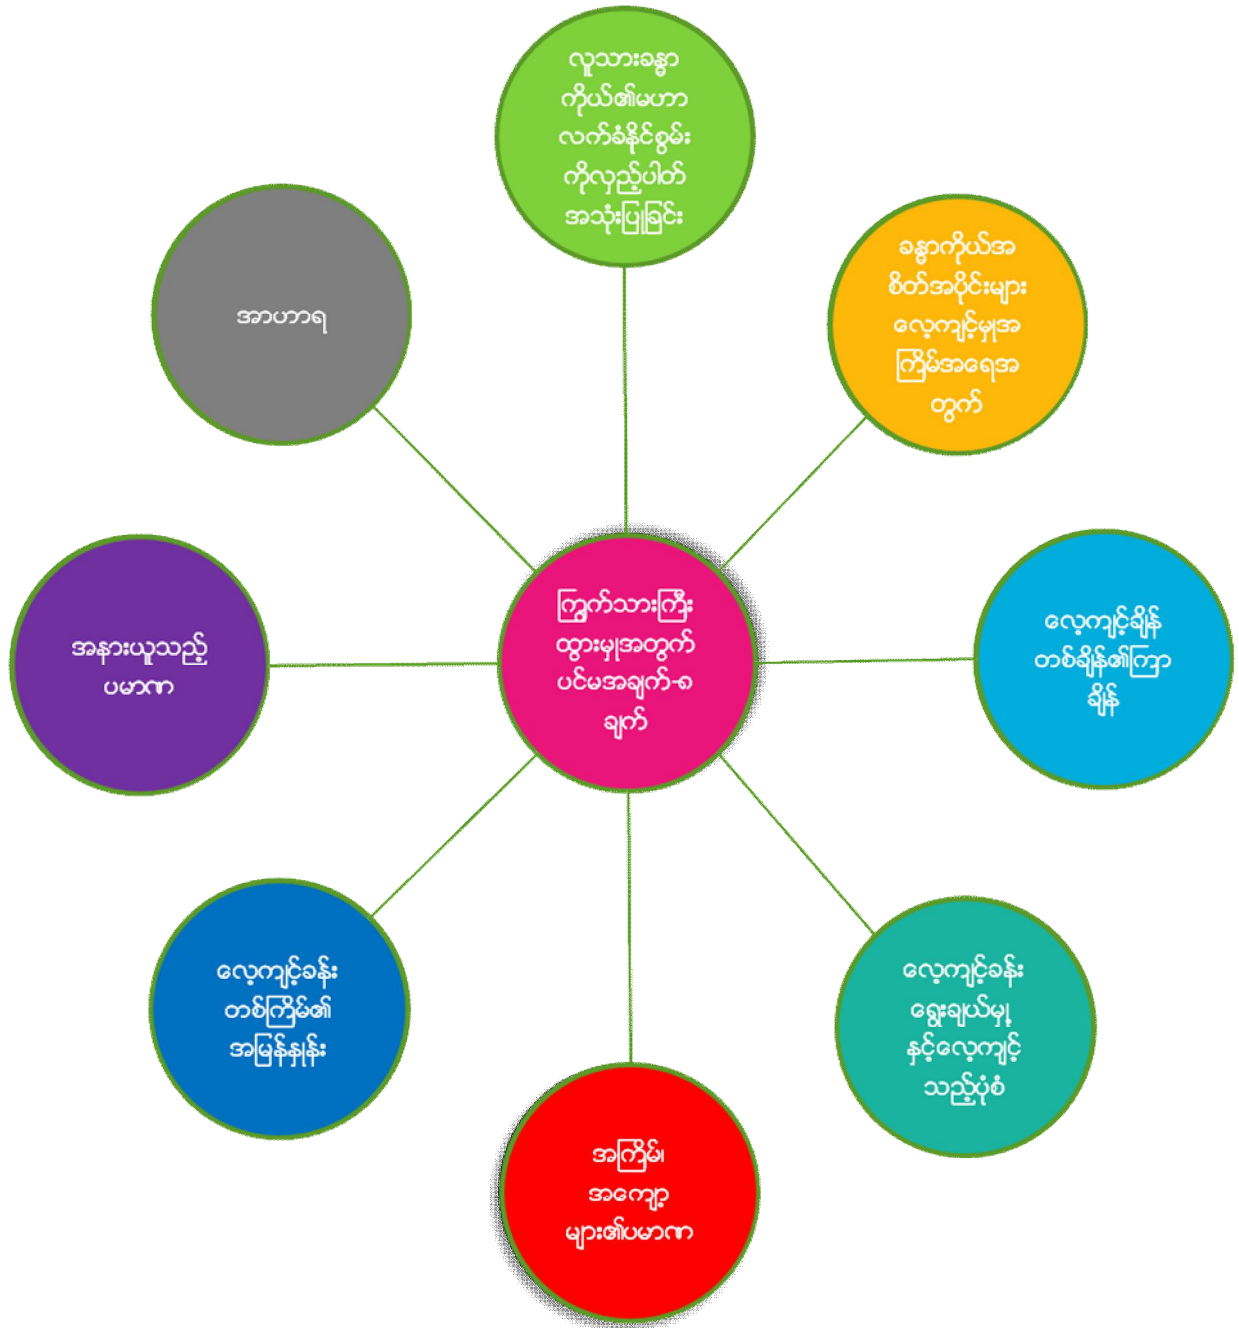 လူသားခန္ဓာ
ကိုယ်၏မဟာ
လက်ခံနိုင်စွမ်း
ကိုလှည့်ပါတ်
အသုံးပြုခြင်း
ခန္ဓာကိုယ်အ
စိတ်အပိုင်းများ
လေ့ကျင့်မှုအ
ကြိမ်အရေအ
တွက်
လေ့ကျင့်ချိန်
တစ်ချိန်၏ကြာ
ချိန်
လေ့ကျင့်ခန်း
ရွေးချယ်မှု့
နှင့်လေ့ကျင့်
သည့်ပုံစံ
အကြိမ်၊
အကျော့
များ၏ပမာဏ
လေ့ကျင့်ခန်း
တစ်ကြိမ်၏
အမြန်နှုန်း
အနားယူသည့်
ပမာဏ
အာဟာရ
ကြွက်သားကြီး
ထွားမှုအတွက်
ပင်မအချက်-၈
ချက်